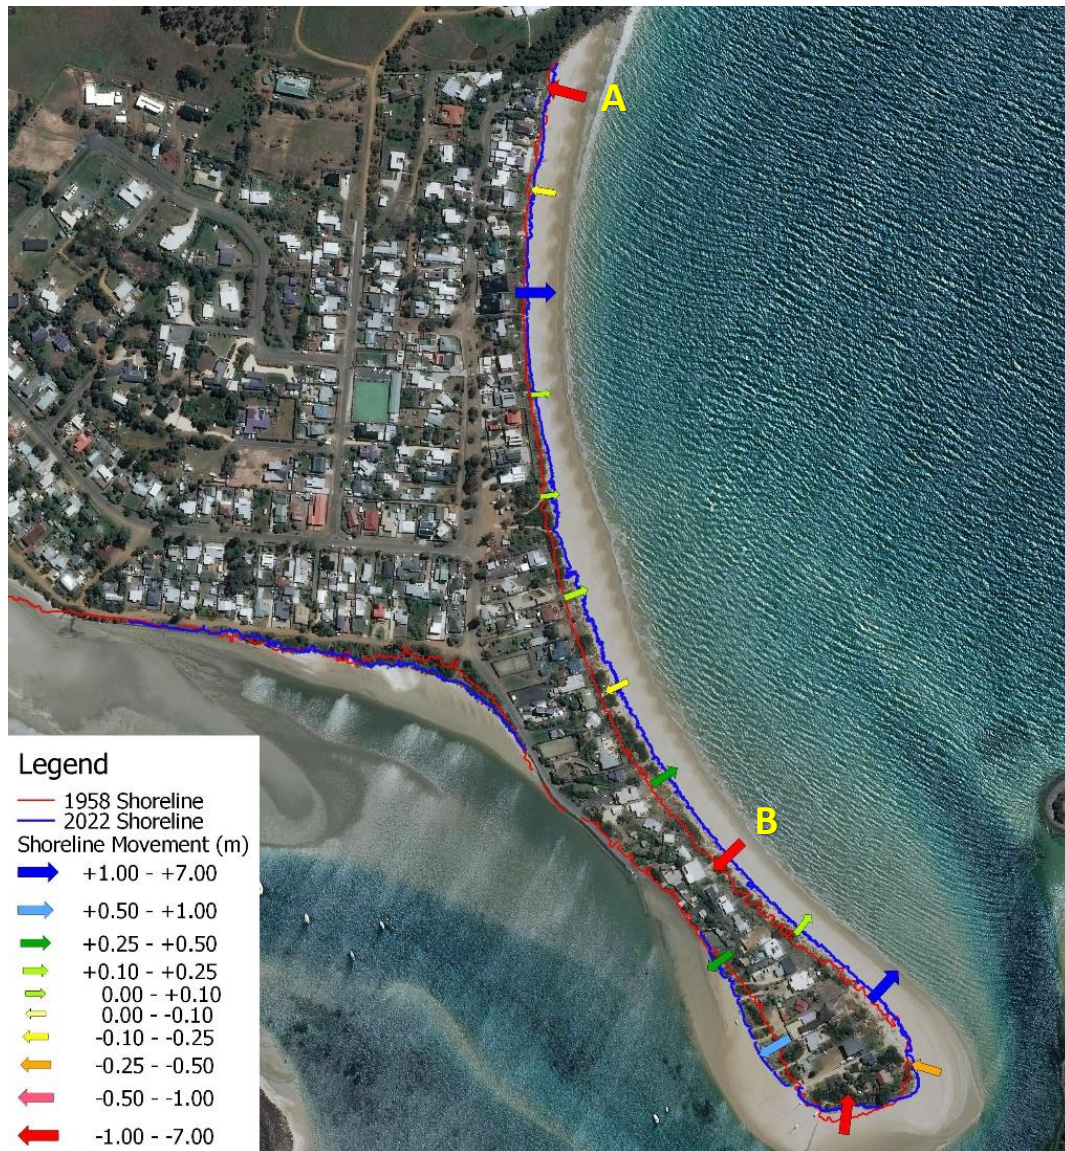 A
B
Legend
1958 Shoreline
2022 Shoreline
Shoreline Movement (m)
+1.00 - +7.00
+0.50 - +1.00
+0.25 - +0.50
+0.10 - +0.25
0.00 - +0.10
0.00 - -0.10
-0.10 - -0.25
-0.25 - -0.50
-0.50 - -1.00
-1.00 - -7.00